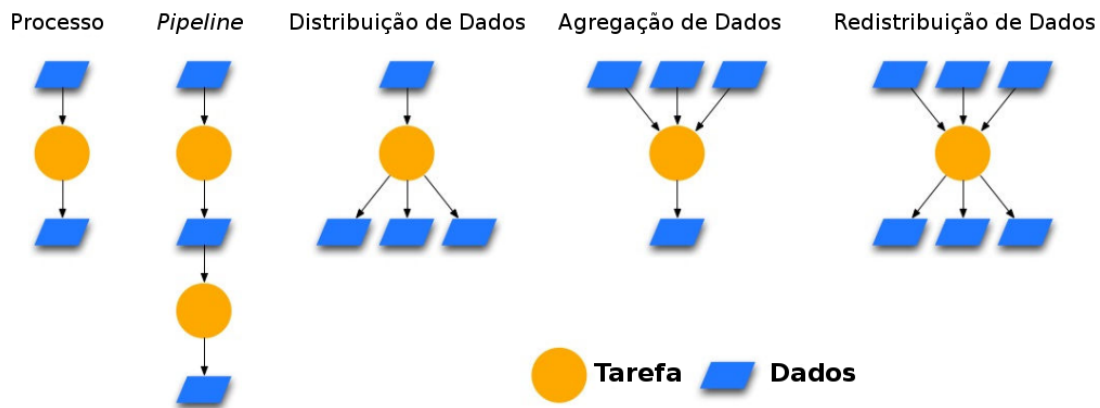 Processo
Pipeline
Distribuição de Dados
Agregação de Dados
Redistribuição de Dados
Tarefa
Dados